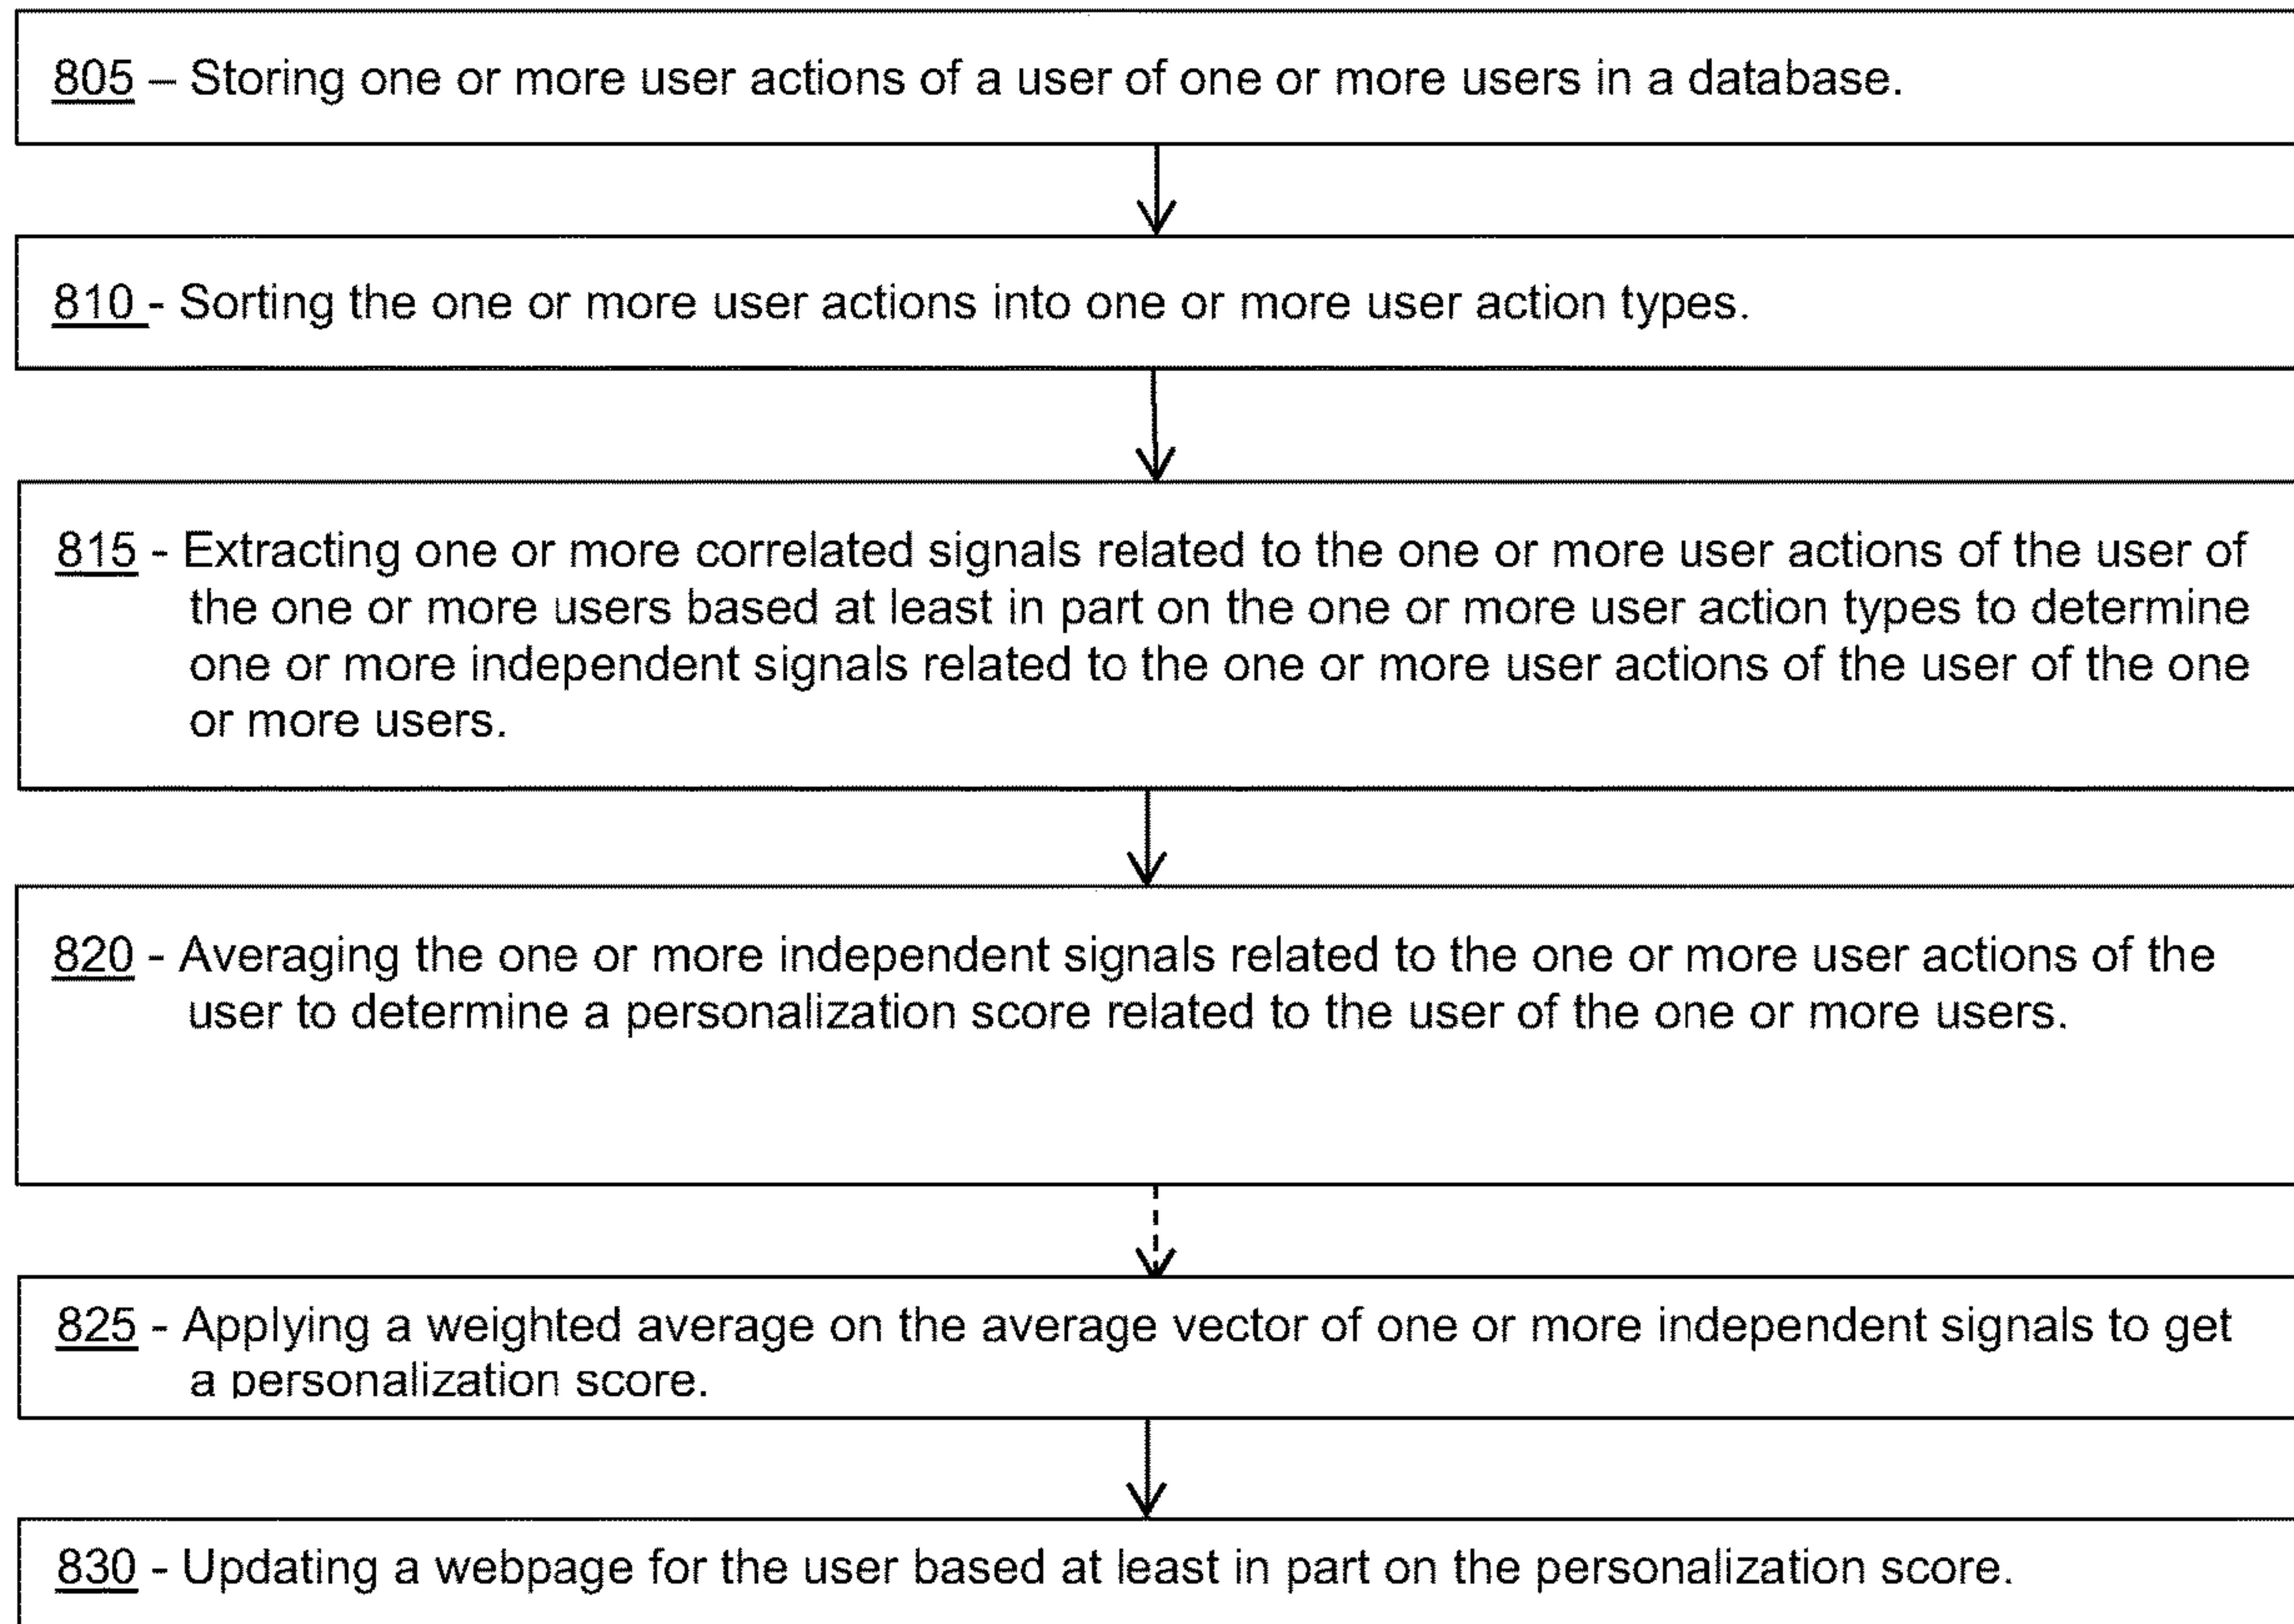 805 – Storing one or more user actions of a user of one or more users in a database.
810 - Sorting the one or more user actions into one or more user action types.
815 - Extracting one or more correlated signals related to the one or more user actions of the user of
the one or more users based at least in part on the one or more user action types to determine
one or more independent signals related to the one or more user actions of the user of the one
or more users.
820 - Averaging the one or more independent signals related to the one or more user actions of the
user to determine a personalization score related to the user of the one or more users.
825 - Applying a weighted average on the average vector of one or more independent signals to get
a personalization score.
830 - Updating a webpage for the user based at least in part on the personalization score.